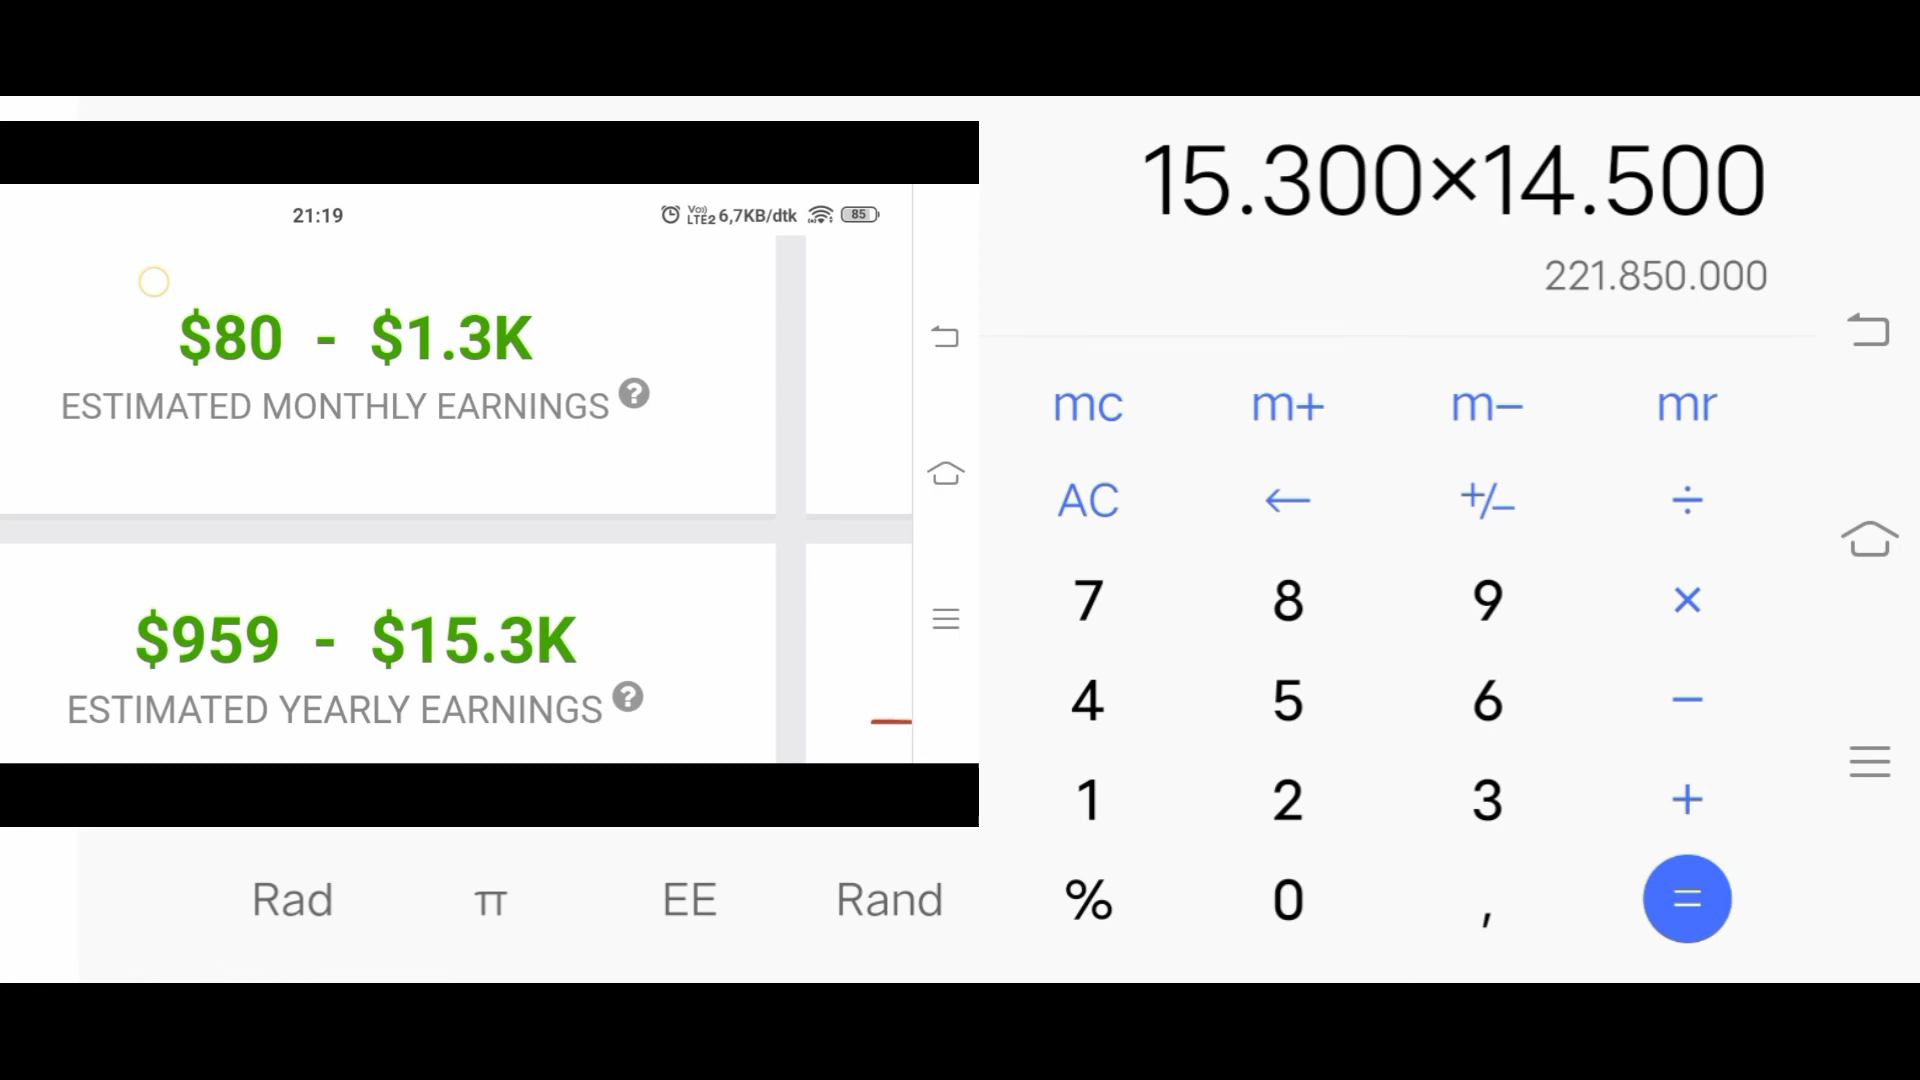 21:19
Vo)) LTE2 6,7KB/dtk 85
$80 - $1.3K
ESTIMATED MONTHLY EARNINGS ?
$959 - $15.3K
ESTIMATED YEARLY EARNINGS ?
15.300×14.500
221.850.000
mc m+ m– mr
AC ← +/– ÷
7 8 9 ×
4 5 6 −
1 2 3 +
Rad π EE Rand % 0 , =